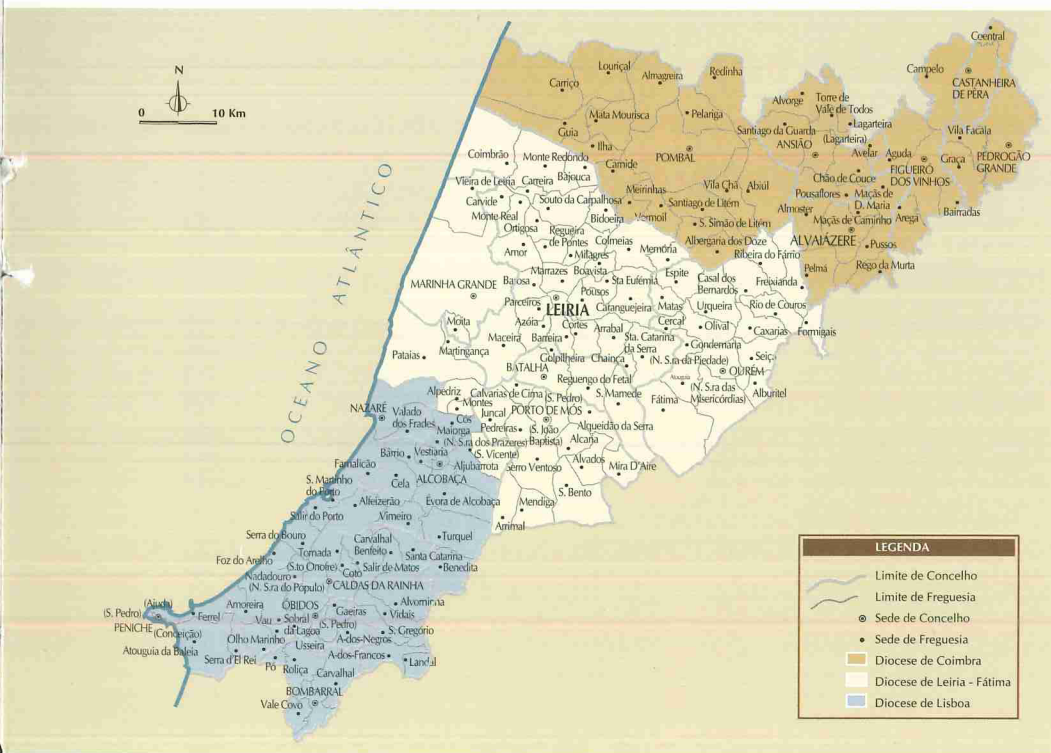 N
0 10 Km
OCEANO ATLÂNTICO
Coentral
Louriçal
Almagreira
Redinha
Campelo
CASTANHEIRA
DE PÊRA
Carriço
Alvorge
Torre de
Vale de Todos
Mata Mourisca
Pelariga
Lagarteira
(Lagarteira)
Santiago da Guarda
ANSIÃO
Vila Facaia
Guia
Ilha
POMBAL
Avelar
Aguda
Graça
PEDROGÃO
GRANDE
FIGUEIRÓ
DOS VINHOS
Coimbrão
Monte Redondo
Bajouca
Carnide
Chão de Couce
Vieira de Leiria
Carreira
Meirinhas
Vila Chã
Abiúl
Pousaflores
Maçãs de
D. Maria
Carvide
Souto da Carpalhosa
Santiago de Litém
Almoster
Arega
Bairradas
Monte Real
Bidoeira
Vermoil
Maçãs de Caminho
Ortigosa
Regueira
de Pontes
S. Simão de Litém
Colmeias
Albergaria dos Doze
ALVAIÁZERE
Pussos
Amor
Milagres
Memória
Ribeira do Fárrio
Rego da Murta
Pelmá
Marrazes
Boavista
Espite
Casal dos
Bernardos
Freixianda
MARINHA GRANDE
Barosa
Sta Eufémia
Pousos
Parceiros
LEIRIA
Caranguejeira
Matas
Urqueira
Rio de Couros
Moita
Azóia
Cortes
Arrabal
Cercal
Olival
Caxarias
Formigais
Maceira
Barreira
Sta. Catarina
da Serra
Gondemaria
Pataias
Martingança
Golpilheira
Chainça
(N. S.ra da Piedade)
Seiça
BATALHA
OURÉM
Reguengo do Fetal
Atouguia
(N. S.ra das
Misericórdias)
Alburitel
Alpedriz
Calvarias de Cima
(S. Pedro)
S. Mamede
Fátima
NAZARÉ
Montes
Juncal
PORTO DE MÓS
Valado
dos Frades
Cós
Maiorga
Pedreiras
(S. João
Baptista)
Alqueidão da Serra
(N. S.ra dos Prazeres)
Alcaria
Bárrio
Vestiaria
(S. Vicente)
Famalicão
Aljubarrota
Serro Ventoso
Alvados
Mira D'Aire
S. Martinho
do Porto
Cela
ALCOBAÇA
S. Bento
Alfeizerão
Évora de Alcobaça
Mendiga
Salir do Porto
Vimeiro
Arrimal
Serra do Bouro
Turquel
Carvalhal
Benfeito
Foz do Arelho
Tornada
Santa Catarina
(S.to Onofre)
Salir de Matos
Benedita
Nadadouro
Coto
(N. S.ra do Pópulo)
CALDAS DA RAINHA
(Ajuda)
(S. Pedro)
Ferrel
Amoreira
ÓBIDOS
Gaeiras
Alvorninha
PENICHE
(Conceição)
Vau
Sobral
da Lagoa
(S. Pedro)
Vidais
Atouguia da Baleia
Olho Marinho
A-dos-Negros
S. Gregório
Usseira
Serra d'El Rei
A-dos-Francos
Landal
Pó
Roliça
Carvalhal
BOMBARRAL
Vale Covo
LEGENDA
Limite de Concelho
Limite de Freguesia
Sede de Concelho
Sede de Freguesia
Diocese de Coimbra
Diocese de Leiria - Fátima
Diocese de Lisboa